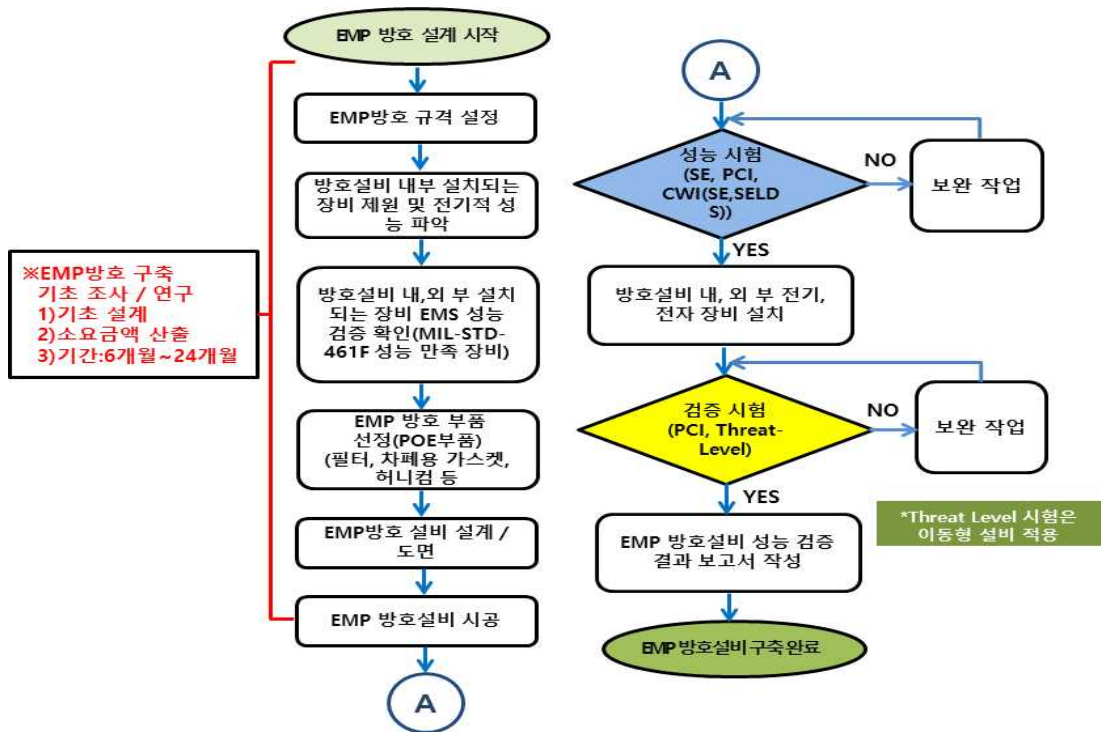 EMP 방호 설계 시작
EMP방호 규격 설정
방호설비 내부 설치되는
장비 제원 및 전기적 성
능 파악
방호설비 내,외 부 설치
되는 장비 EMS 성능
검증 확인(MIL-STD-
461F 성능 만족 장비)
EMP 방호 부품
선정(POE부품)
(필터, 차폐용 가스켓,
허니컴 등
EMP방호 설비 설계 /
도면
EMP 방호설비 시공
A
※EMP방호 구축
기초 조사 / 연구
1)기초 설계
2)소요금액 산출
3)기간:6개월~24개월
A
성능 시험
(SE, PCI,
CWI(SE,SELD
S))
NO
보완 작업
YES
방호설비 내, 외 부 전기,
전자 장비 설치
검증 시험
(PCI, Threat-
Level)
NO
보완 작업
YES
EMP 방호설비 성능 검증
결과 보고서 작성
*Threat Level 시험은
이동형 설비 적용
EMP 방호설비 구축 완료